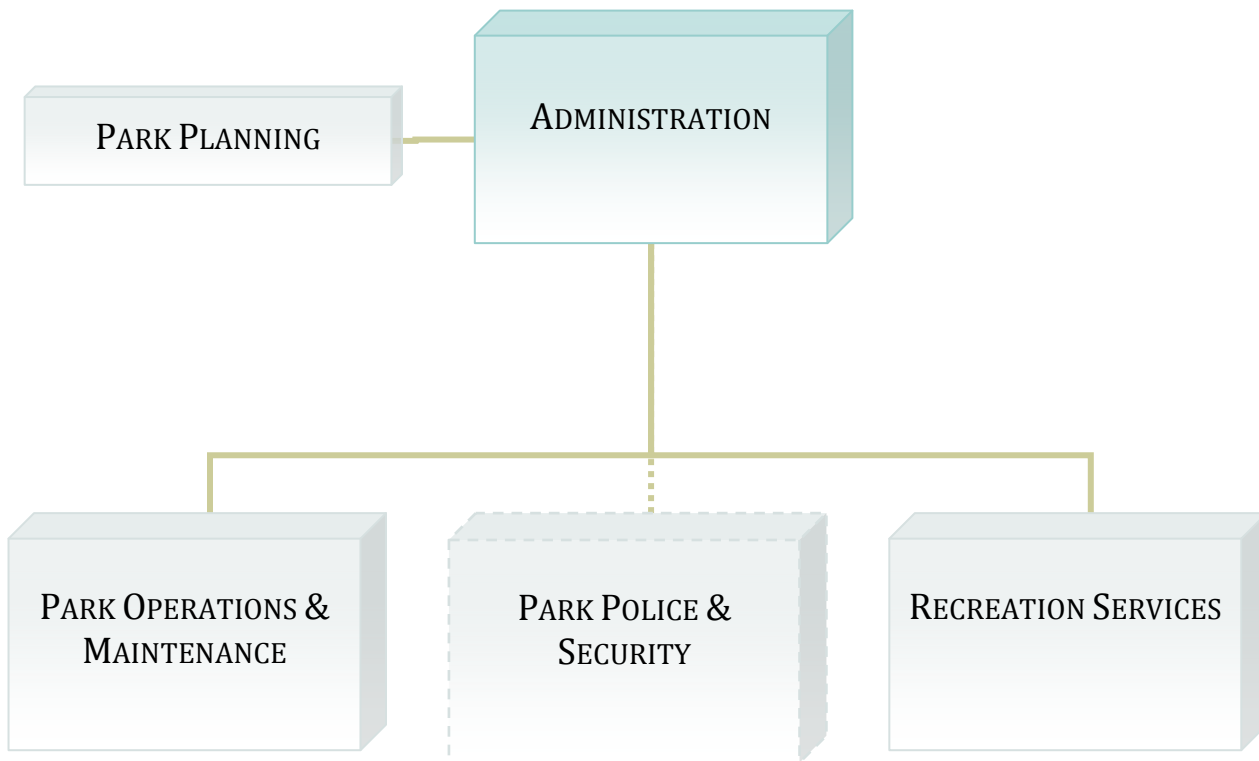 PARK PLANNING
ADMINISTRATION
PARK OPERATIONS &
MAINTENANCE
PARK POLICE &
SECURITY
RECREATION SERVICES